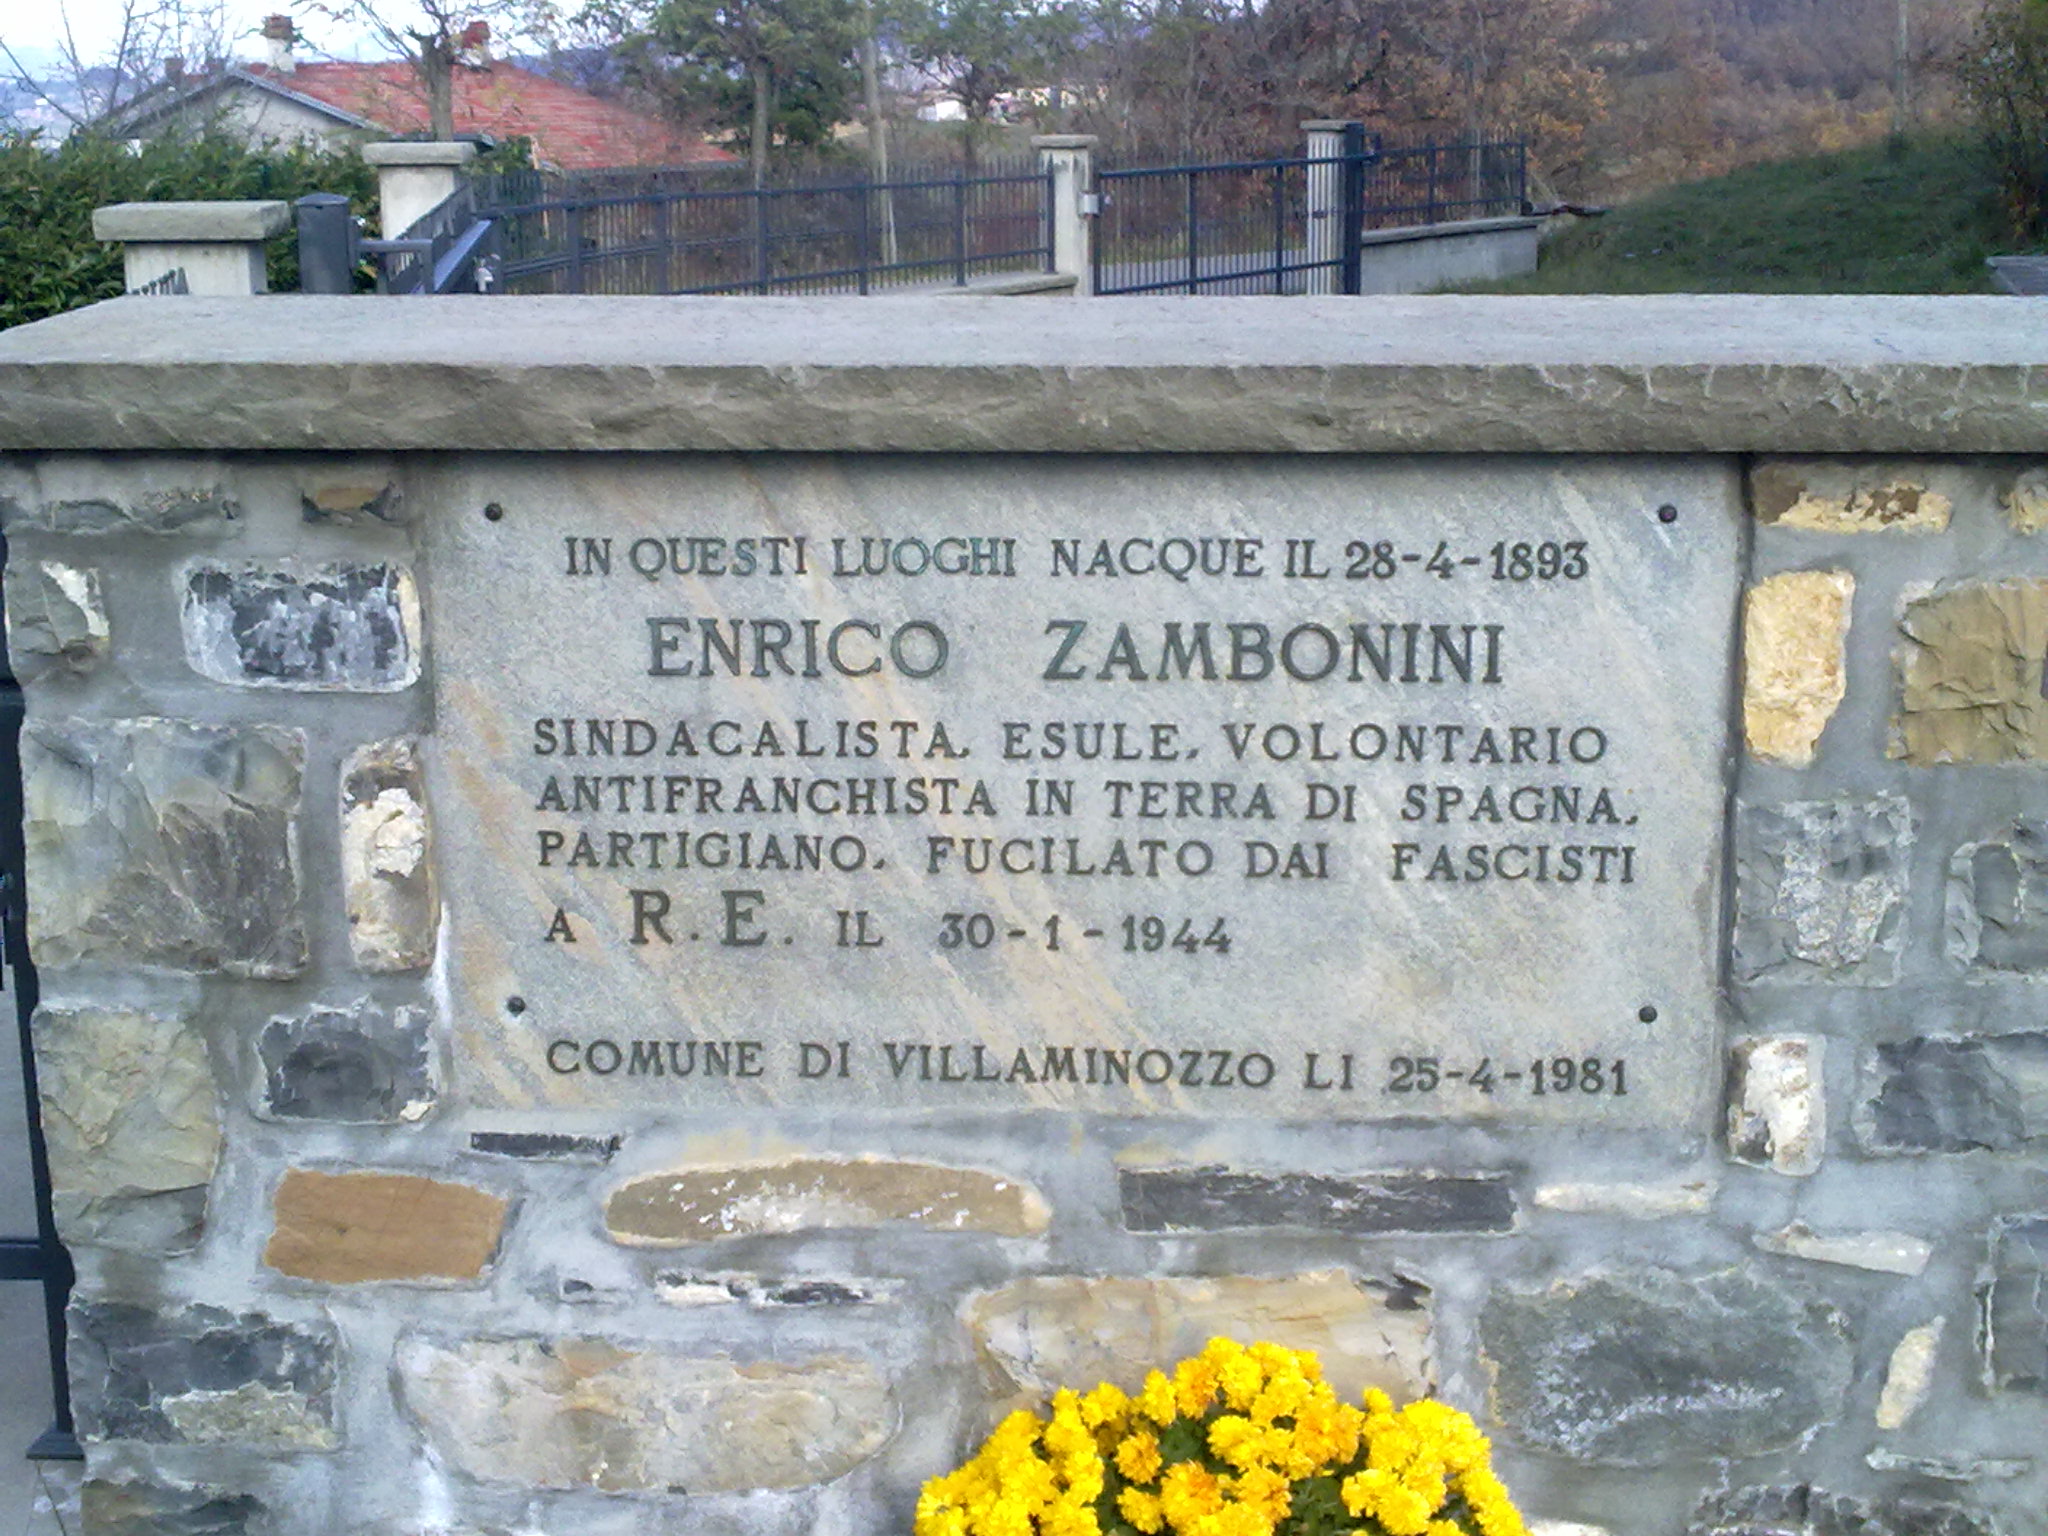 IN QUESTI LUOGHI NACQUE IL 28-4-1893
ENRICO ZAMBONINI
SINDACALISTA, ESULE, VOLONTARIO
ANTIFRANCHISTA IN TERRA DI SPAGNA,
PARTIGIANO, FUCILATO DAI FASCISTI
A R.E. IL 30-1-1944
COMUNE DI VILLAMINOZZO LI 25-4-1981